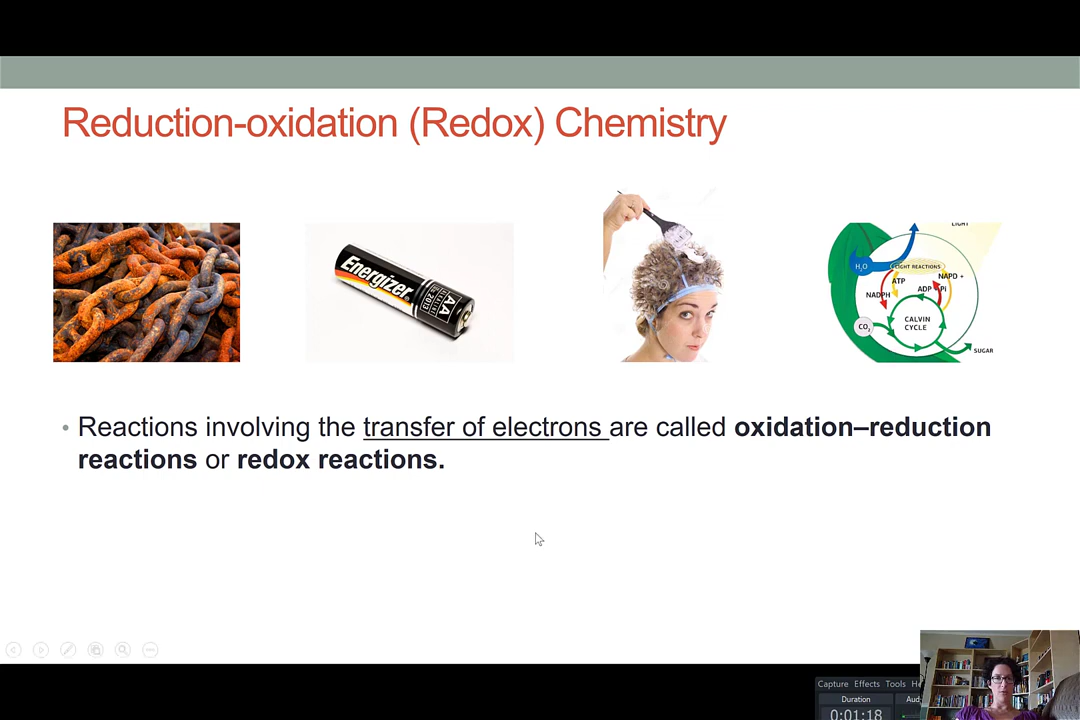 Reduction-oxidation (Redox) Chemistry
Energizer
AA
2013
LIGHT
H₂O
LIGHT REACTIONS
ATP
NAPD +
NADPH
ADP
Pi
CO₂
CALVIN
CYCLE
SUGAR
• Reactions involving the transfer of electrons are called oxidation–reduction
reactions or redox reactions.
Capture Effects Tools He
Duration Aud
0:01:18